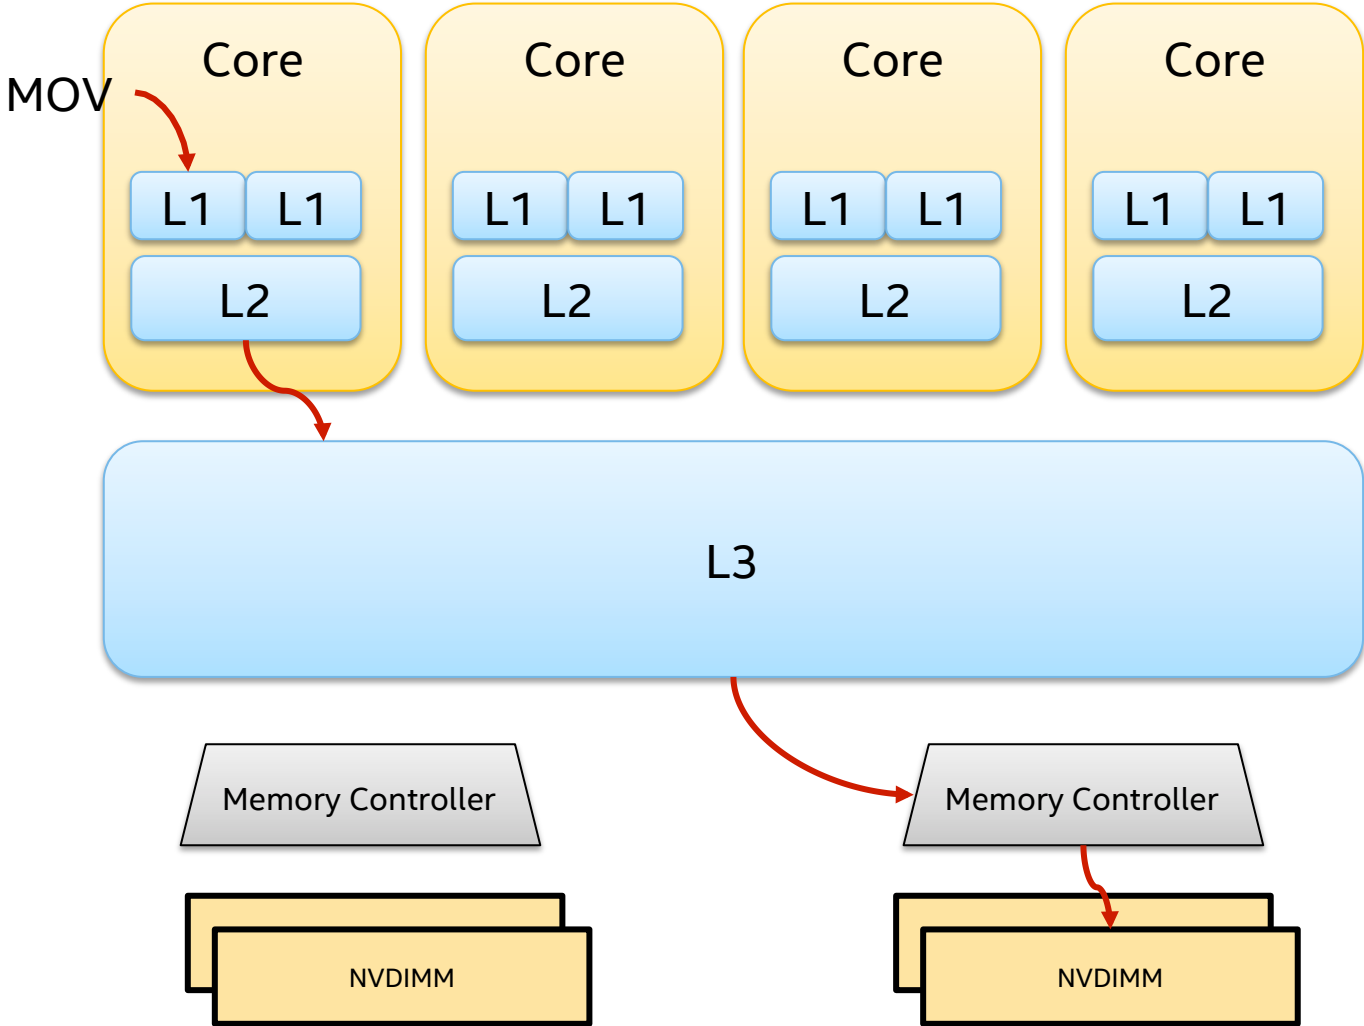 Core Core Core Core
MOV
L1 L1 L1 L1 L1 L1 L1 L1
L2 L2 L2 L2
L3
Memory Controller Memory Controller
NVDIMM NVDIMM